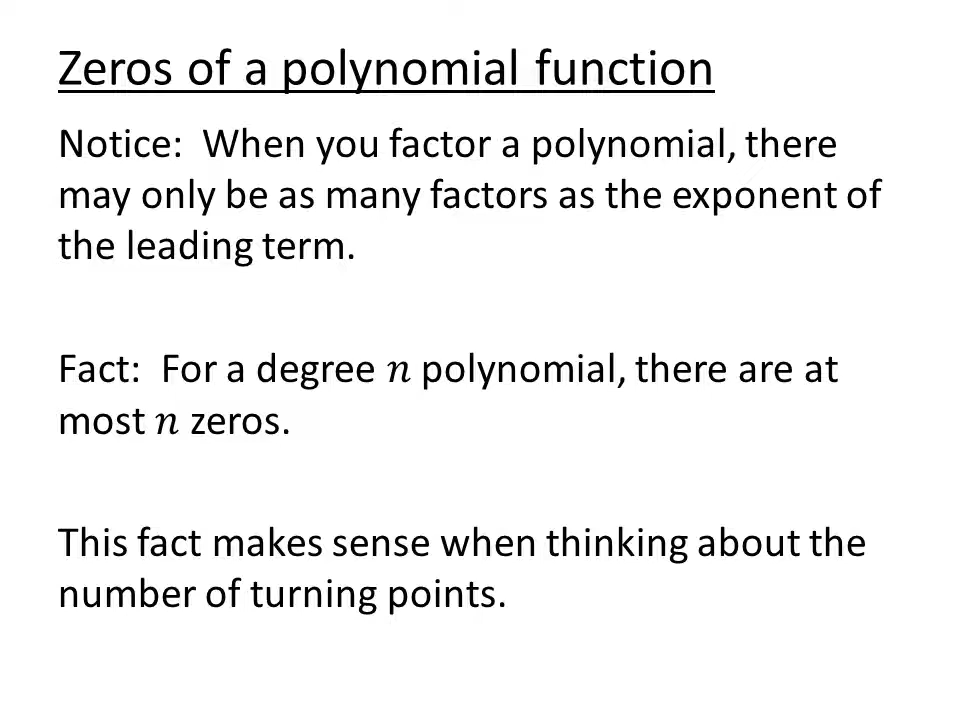 Zeros of a polynomial function
Notice:  When you factor a polynomial, there
may only be as many factors as the exponent of
the leading term.
Fact:  For a degree 𝑛 polynomial, there are at
most 𝑛 zeros.
This fact makes sense when thinking about the
number of turning points.